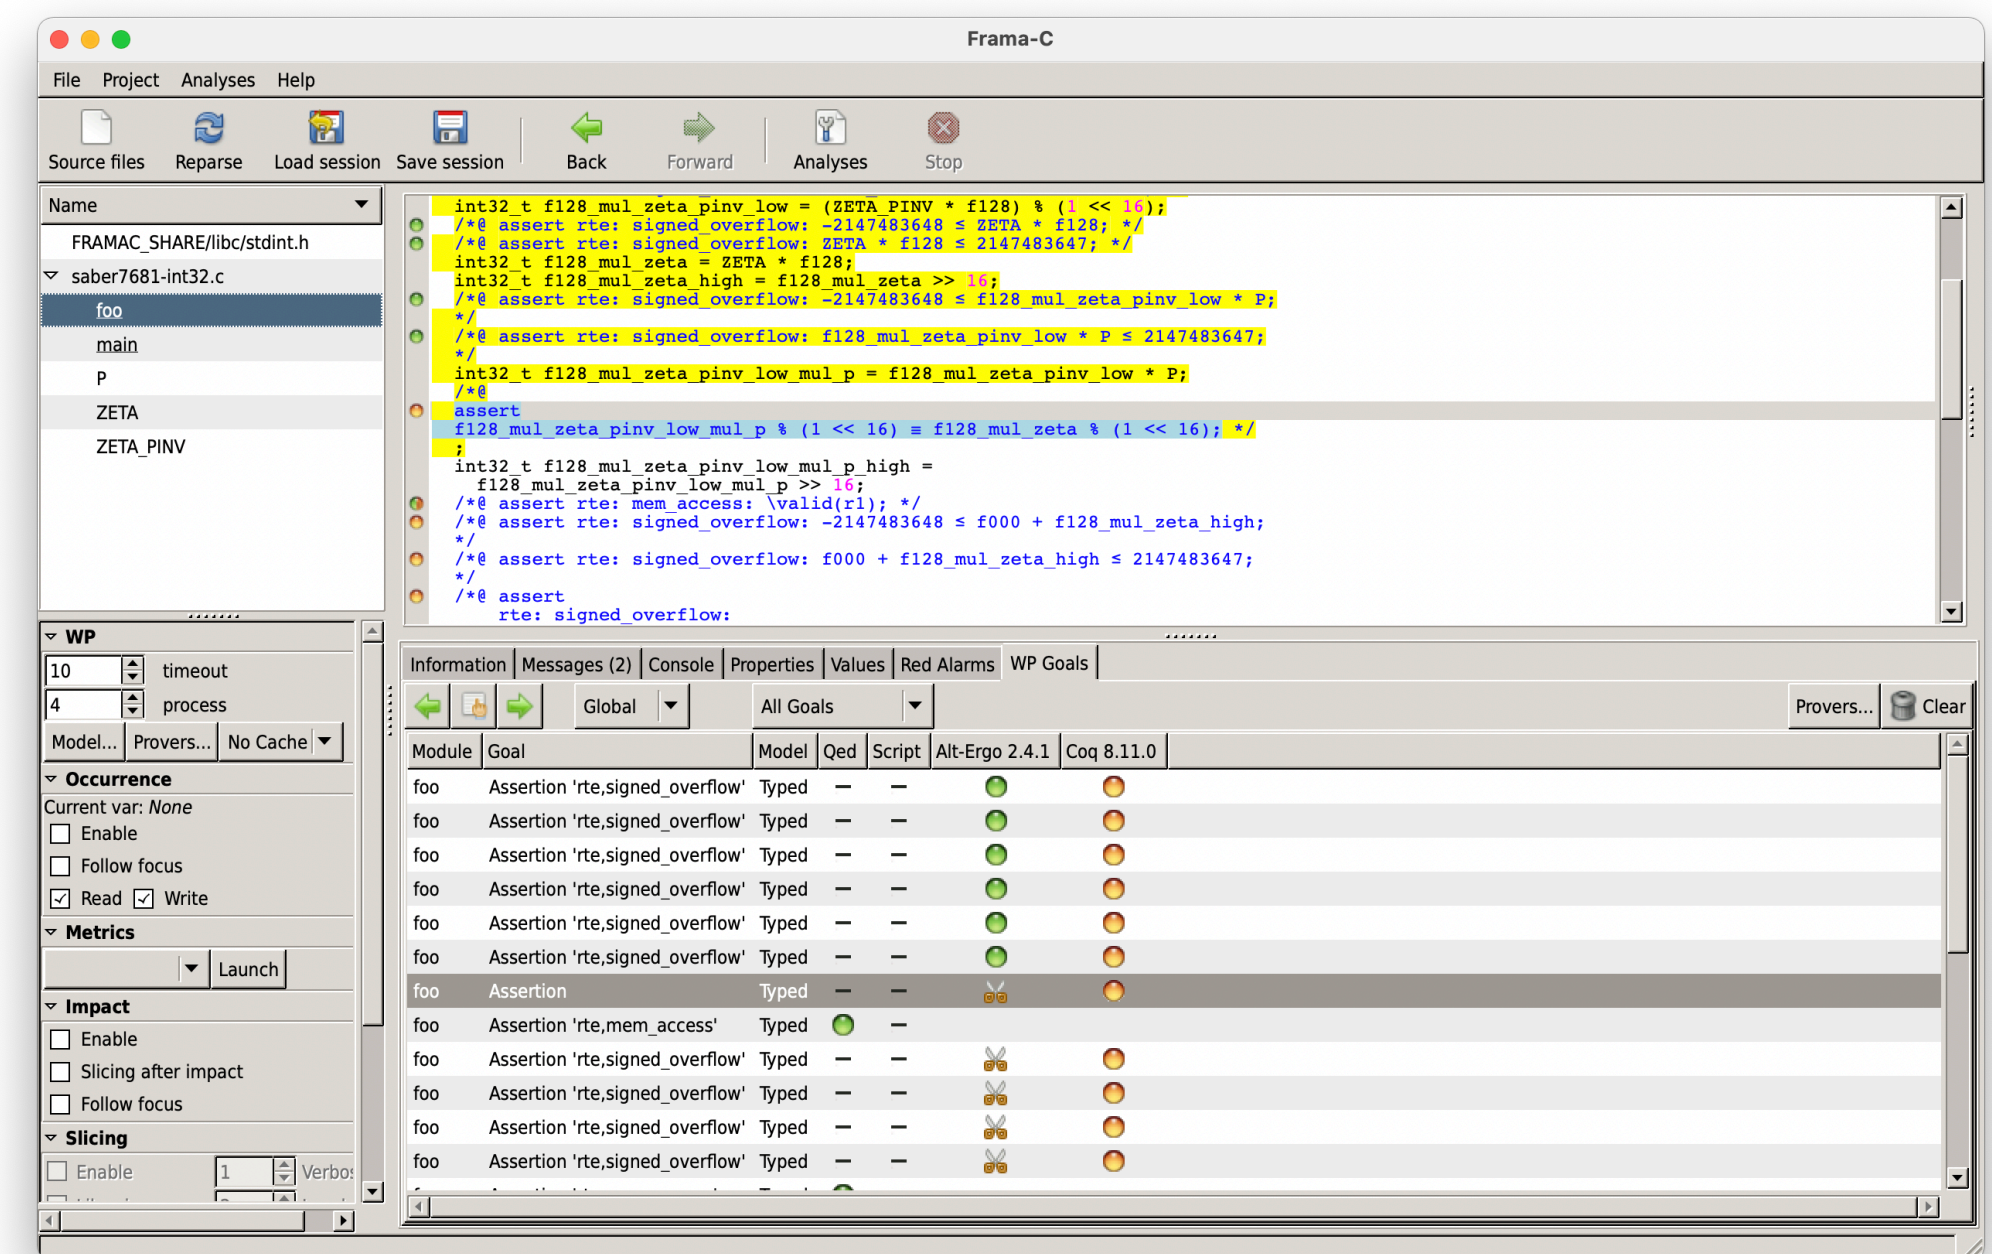 Frama-C
File Project Analyses Help
Source files Reparse Load session Save session Back Forward Analyses Stop
Name
FRAMAC_SHARE/libc/stdint.h
saber7681-int32.c
foo
main
P
ZETA
ZETA_PINV
int32_t f128_mul_zeta_pinv_low = (ZETA_PINV * f128) % (1 << 16);
/*@ assert rte: signed_overflow: -2147483648 ≤ ZETA * f128; */
/*@ assert rte: signed_overflow: ZETA * f128 ≤ 2147483647; */
int32_t f128_mul_zeta = ZETA * f128;
int32_t f128_mul_zeta_high = f128_mul_zeta >> 16;
/*@ assert rte: signed_overflow: -2147483648 ≤ f128_mul_zeta_pinv_low * P;
*/
/*@ assert rte: signed_overflow: f128_mul_zeta_pinv_low * P ≤ 2147483647;
*/
int32_t f128_mul_zeta_pinv_low_mul_p = f128_mul_zeta_pinv_low * P;
/*@
assert
f128_mul_zeta_pinv_low_mul_p % (1 << 16) ≡ f128_mul_zeta % (1 << 16); */
;
int32_t f128_mul_zeta_pinv_low_mul_p_high =
f128_mul_zeta_pinv_low_mul_p >> 16;
/*@ assert rte: mem_access: \valid(r1); */
/*@ assert rte: signed_overflow: -2147483648 ≤ f000 + f128_mul_zeta_high;
*/
/*@ assert rte: signed_overflow: f000 + f128_mul_zeta_high ≤ 2147483647;
*/
/*@ assert
rte: signed_overflow:
WP
10 timeout
4 process
Model... Provers... No Cache
Occurrence
Current var: None
Enable
Follow focus
Read Write
Metrics
Launch
Impact
Enable
Slicing after impact
Follow focus
Slicing
Enable 1 Verbos
Information Messages (2) Console Properties Values Red Alarms WP Goals
Global All Goals Provers... Clear
Module Goal Model Qed Script Alt-Ergo 2.4.1 Coq 8.11.0
foo Assertion 'rte,signed_overflow' Typed — —
foo Assertion 'rte,signed_overflow' Typed — —
foo Assertion 'rte,signed_overflow' Typed — —
foo Assertion 'rte,signed_overflow' Typed — —
foo Assertion 'rte,signed_overflow' Typed — —
foo Assertion 'rte,signed_overflow' Typed — —
foo Assertion Typed — —
foo Assertion 'rte,mem_access' Typed —
foo Assertion 'rte,signed_overflow' Typed — —
foo Assertion 'rte,signed_overflow' Typed — —
foo Assertion 'rte,signed_overflow' Typed — —
foo Assertion 'rte,signed_overflow' Typed — —